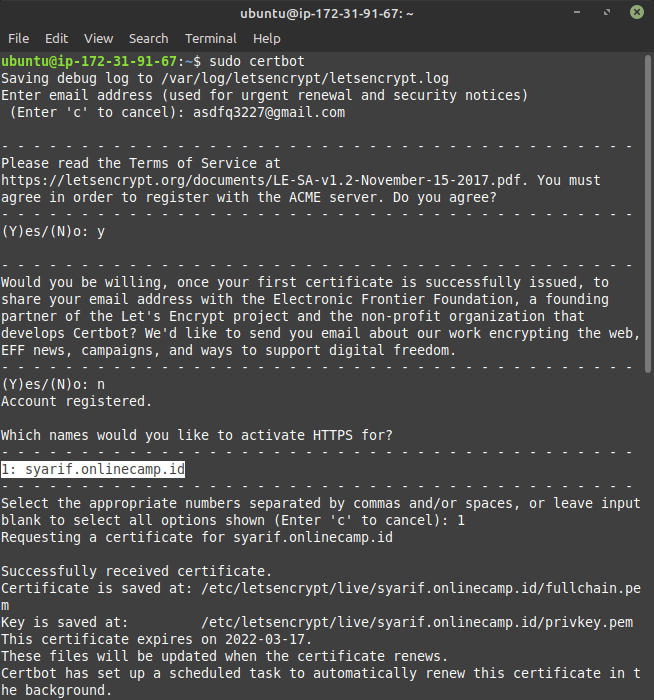 ubuntu@ip-172-31-91-67: ~
File Edit View Search Terminal Help
ubuntu@ip-172-31-91-67:~$ sudo certbot
Saving debug log to /var/log/letsencrypt/letsencrypt.log
Enter email address (used for urgent renewal and security notices)
 (Enter 'c' to cancel): asdfq3227@gmail.com
- - - - - - - - - - - - - - - - - - - - - - - - - - - - - - - - - - - - - - - -
Please read the Terms of Service at
https://letsencrypt.org/documents/LE-SA-v1.2-November-15-2017.pdf. You must
agree in order to register with the ACME server. Do you agree?
- - - - - - - - - - - - - - - - - - - - - - - - - - - - - - - - - - - - - - - -
(Y)es/(N)o: y
- - - - - - - - - - - - - - - - - - - - - - - - - - - - - - - - - - - - - - - -
Would you be willing, once your first certificate is successfully issued, to
share your email address with the Electronic Frontier Foundation, a founding
partner of the Let's Encrypt project and the non-profit organization that
develops Certbot? We'd like to send you email about our work encrypting the web,
EFF news, campaigns, and ways to support digital freedom.
- - - - - - - - - - - - - - - - - - - - - - - - - - - - - - - - - - - - - - - -
(Y)es/(N)o: n
Account registered.
Which names would you like to activate HTTPS for?
- - - - - - - - - - - - - - - - - - - - - - - - - - - - - - - - - - - - - - - -
1: syarif.onlinecamp.id
- - - - - - - - - - - - - - - - - - - - - - - - - - - - - - - - - - - - - - - -
Select the appropriate numbers separated by commas and/or spaces, or leave input
blank to select all options shown (Enter 'c' to cancel): 1
Requesting a certificate for syarif.onlinecamp.id
Successfully received certificate.
Certificate is saved at: /etc/letsencrypt/live/syarif.onlinecamp.id/fullchain.pe
m
Key is saved at:         /etc/letsencrypt/live/syarif.onlinecamp.id/privkey.pem
This certificate expires on 2022-03-17.
These files will be updated when the certificate renews.
Certbot has set up a scheduled task to automatically renew this certificate in t
he background.